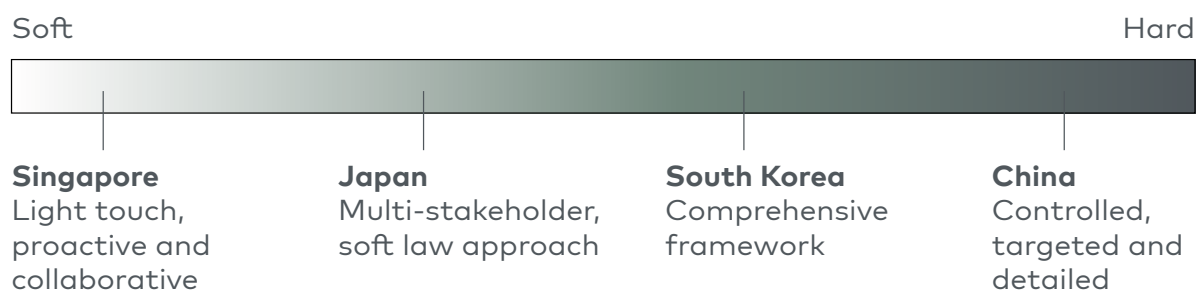 Soft
Hard
Singapore
Light touch,
proactive and
collaborative
Japan
Multi-stakeholder,
soft law approach
South Korea
Comprehensive
framework
China
Controlled,
targeted and
detailed